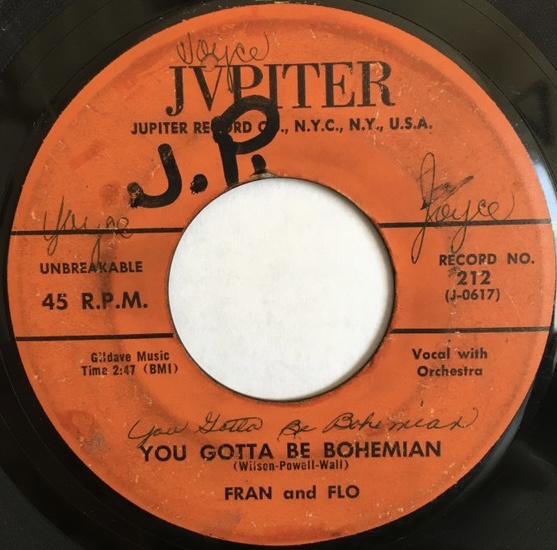 Joyce
JVPITER
JUPITER RECORD CO., N.Y.C., N.Y., U.S.A.
J.P.
Joyce
Joyce
UNBREAKABLE
45 R.P.M.
RECORD NO.
212
(J-0617)
Gildave Music
Time 2:47 (BMI)
Vocal with
Orchestra
You Gotta Be Bohemian
YOU GOTTA BE BOHEMIAN
(Wilson-Powell-Wall)
FRAN and FLO